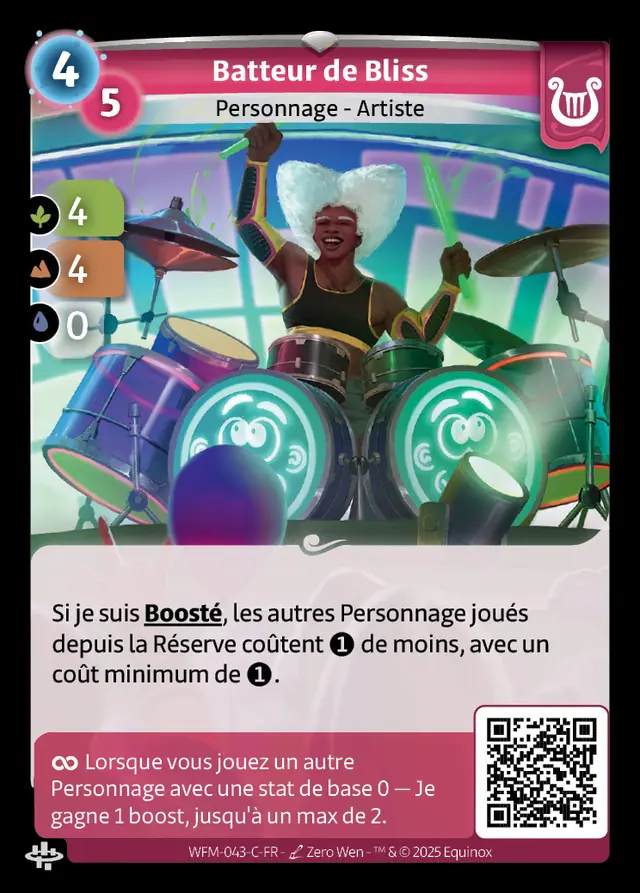 4
5
Batteur de Bliss
Personnage - Artiste
4
4
0
Si je suis Boosté, les autres Personnage joués
depuis la Réserve coûtent 1 de moins, avec un
coût minimum de 1.
∞ Lorsque vous jouez un autre
Personnage avec une stat de base 0 — Je
gagne 1 boost, jusqu'à un max de 2.
WFM-043-C-FR - Zero Wen - ™ & © 2025 Equinox